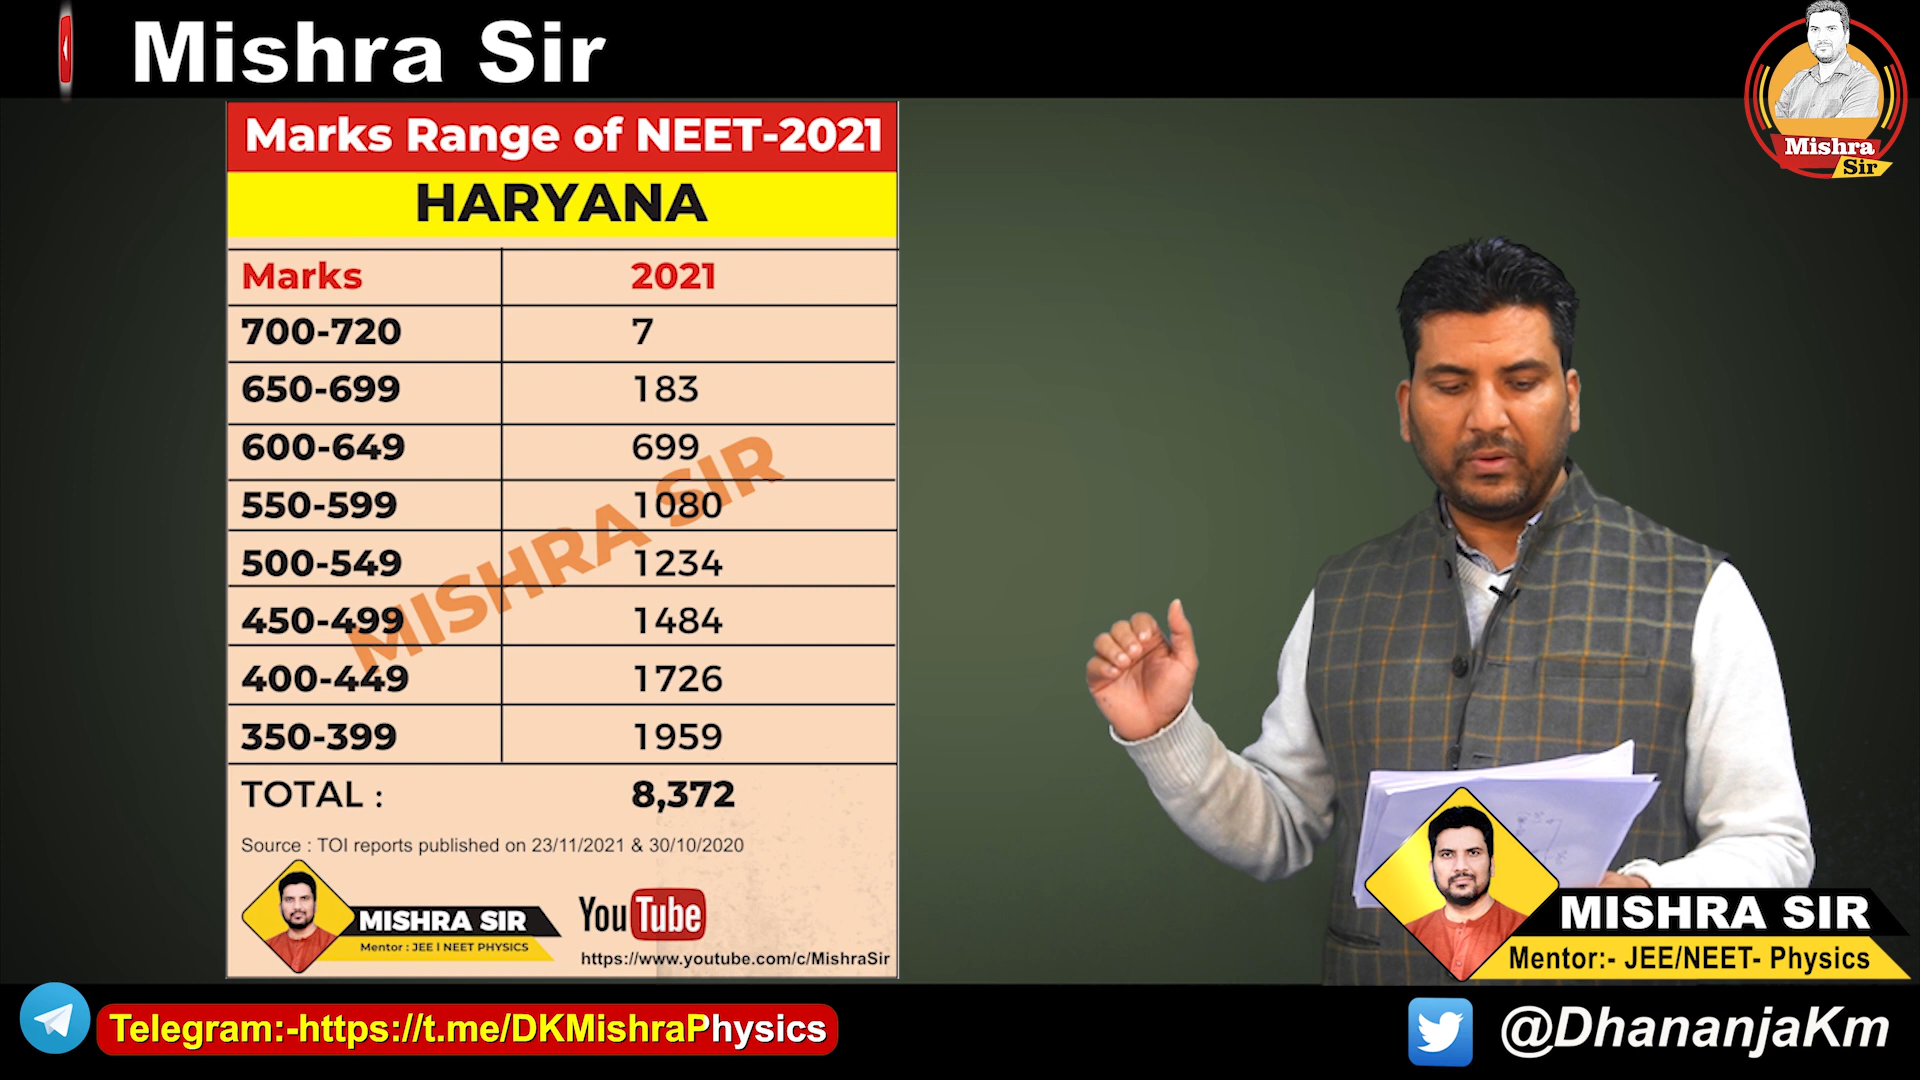 Mishra Sir
Mishra
Sir
Marks Range of NEET-2021
HARYANA
Marks 2021
700-720 7
650-699 183
600-649 699
550-599 1080
500-549 1234
450-499 1484
400-449 1726
350-399 1959
MISHRA SIR
TOTAL : 8,372
Source : TOI reports published on 23/11/2021 & 30/10/2020
MISHRA SIR
Mentor : JEE I NEET PHYSICS
YouTube
https://www.youtube.com/c/MishraSir
MISHRA SIR
Mentor:- JEE/NEET- Physics
Telegram:-https://t.me/DKMishraPhysics
@DhananjaKm